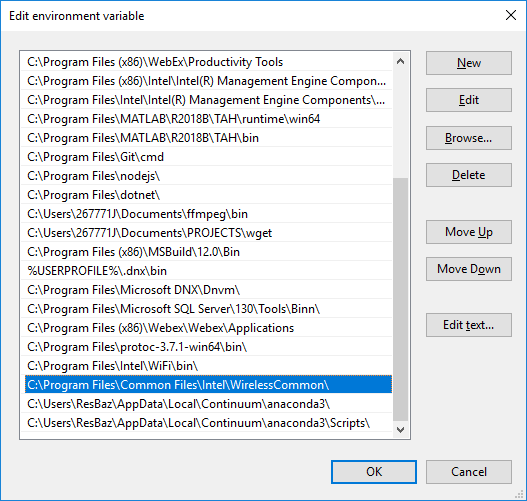 Edit environment variable
C:\Program Files (x86)\WebEx\Productivity Tools
C:\Program Files (x86)\Intel\Intel(R) Management Engine Compon...
C:\Program Files\Intel\Intel(R) Management Engine Components\...
C:\Program Files\MATLAB\R2018B\TAH\runtime\win64
C:\Program Files\MATLAB\R2018B\TAH\bin
C:\Program Files\Git\cmd
C:\Program Files\nodejs\
C:\Program Files\dotnet\
C:\Users\267771J\Documents\ffmpeg\bin
C:\Users\267771J\Documents\PROJECTS\wget
C:\Program Files (x86)\MSBuild\12.0\Bin
%USERPROFILE%\.dnx\bin
C:\Program Files\Microsoft DNX\Dnvm\
C:\Program Files\Microsoft SQL Server\130\Tools\Binn\
C:\Program Files (x86)\Webex\Webex\Applications
C:\Program Files\protoc-3.7.1-win64\bin\
C:\Program Files\Intel\WiFi\bin\
C:\Program Files\Common Files\Intel\WirelessCommon\
C:\Users\ResBaz\AppData\Local\Continuum\anaconda3\
C:\Users\ResBaz\AppData\Local\Continuum\anaconda3\Scripts\
New
Edit
Browse...
Delete
Move Up
Move Down
Edit text...
OK
Cancel